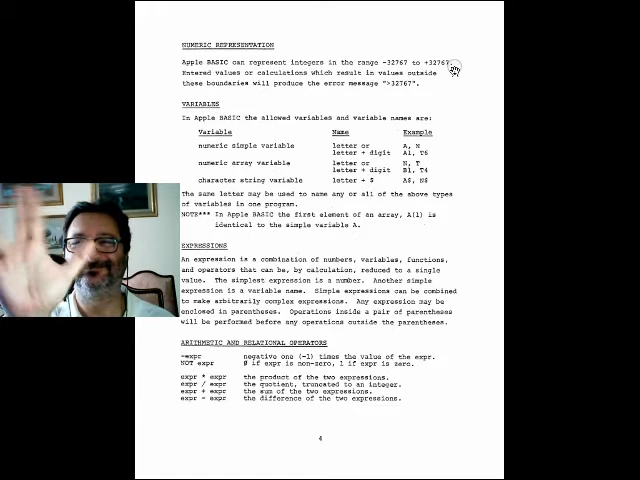 NUMERIC REPRESENTATION
Apple BASIC can represent integers in the range -32767 to +32767.
Entered values or calculations which result in values outside
these boundaries will produce the error message ">32767".
VARIABLES
In Apple BASIC the allowed variables and variable names are:
Variable Name Example
numeric simple variable letter or A, N
letter + digit A1, T6
numeric array variable letter or N, T
letter + digit B1, T4
character string variable letter + $ A$, N$
The same letter may be used to name any or all of the above types
of variables in one program.
NOTE*** In Apple BASIC the first element of an array, A(1) is
identical to the simple variable A.
EXPRESSIONS
An expression is a combination of numbers, variables, functions,
and operators that can be, by calculation, reduced to a single
value. The simplest expression is a number. Another simple
expression is a variable name. Simple expressions can be combined
to make arbitrarily complex expressions. Any expression may be
enclosed in parentheses. Operations inside a pair of parentheses
will be performed before any operations outside the parentheses.
ARITHMETIC AND RELATIONAL OPERATORS
-expr negative one (-1) times the value of the expr.
NOT expr Ø if expr is non-zero, 1 if expr is zero.
expr * expr the product of the two expressions.
expr / expr the quotient, truncated to an integer.
expr + expr the sum of the two expressions.
expr - expr the difference of the two expressions.
4